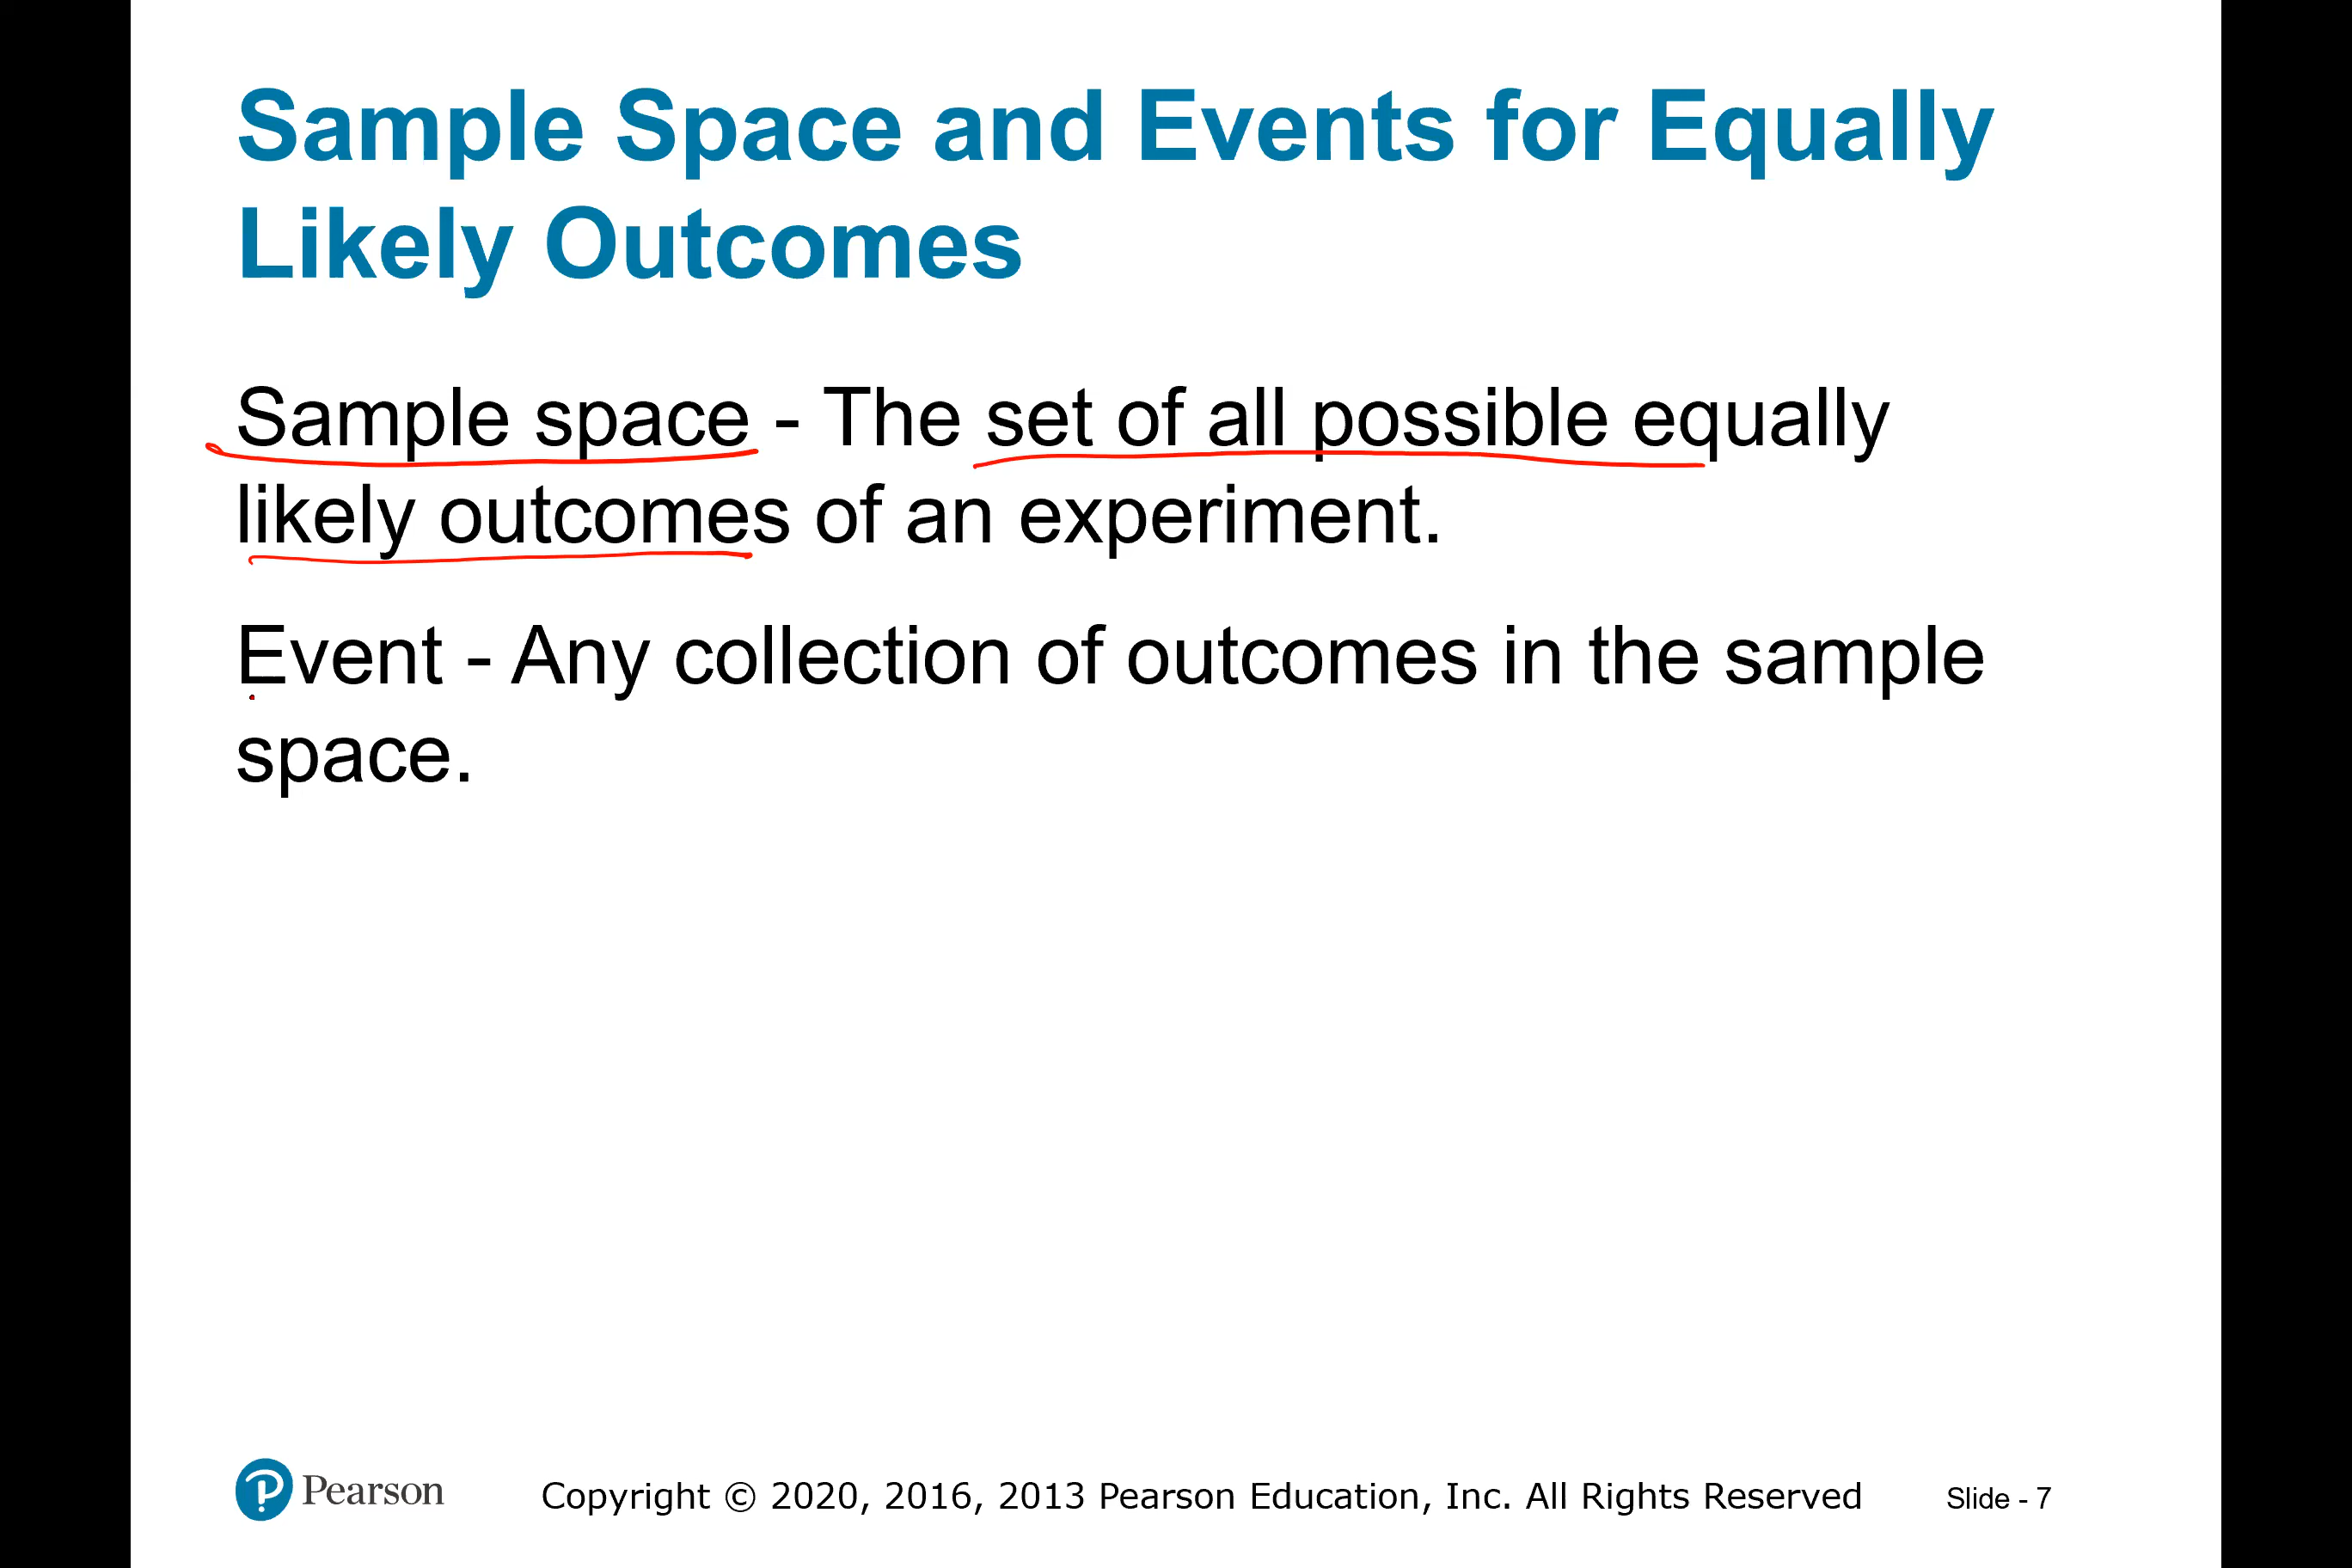 Sample Space and Events for Equally
Likely Outcomes
Sample space - The set of all possible equally
likely outcomes of an experiment.
Event - Any collection of outcomes in the sample
space.
Pearson Copyright © 2020, 2016, 2013 Pearson Education, Inc. All Rights Reserved Slide - 7